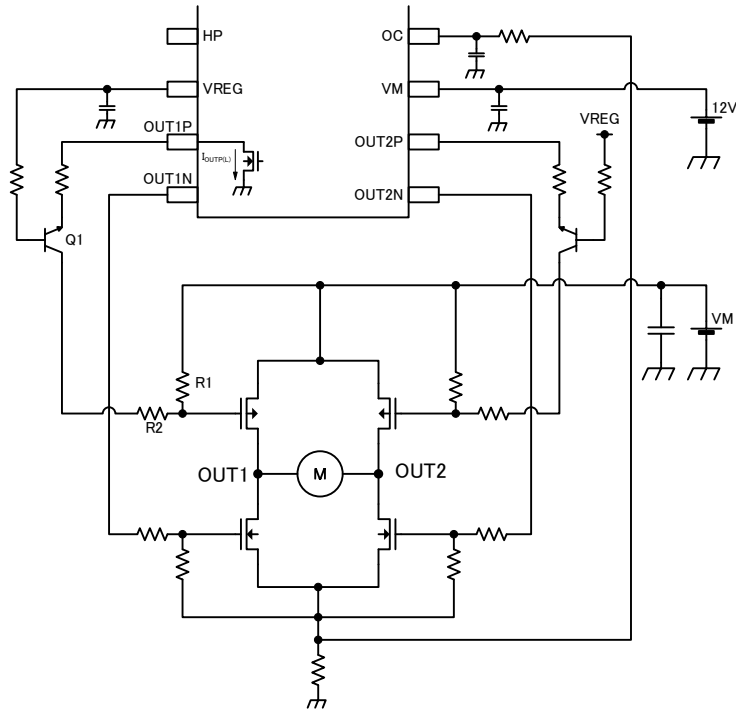 HP
OC
VREG
VM
12V
OUT1P
OUT2P
VREG
IOUTP(L)
OUT1N
OUT2N
Q1
VM
R1
R2
OUT1
M
OUT2